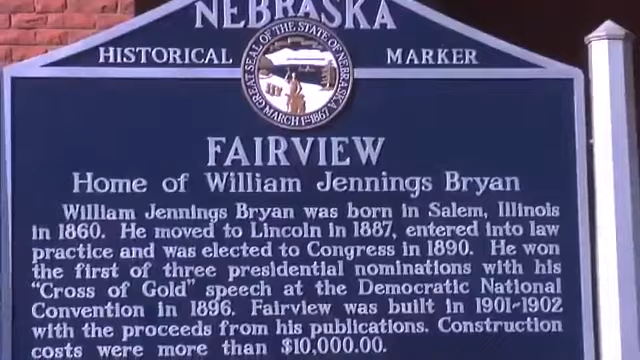 NEBRASKA
HISTORICAL MARKER
GREAT SEAL OF THE STATE OF NEBRASKA
MARCH 1ST 1867
FAIRVIEW
Home of William Jennings Bryan
William Jennings Bryan was born in Salem, Illinois
in 1860. He moved to Lincoln in 1887, entered into law
practice and was elected to Congress in 1890. He won
the first of three presidential nominations with his
“Cross of Gold” speech at the Democratic National
Convention in 1896. Fairview was built in 1901-1902
with the proceeds from his publications. Construction
costs were more than $10,000.00.